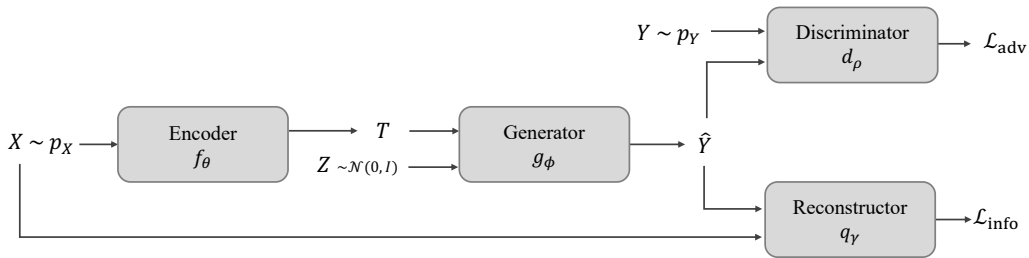 Y ~ p_Y
Discriminator
d_ρ
ℒ_adv
X ~ p_X
Encoder
f_θ
T
Z ~𝒩(0, I)
Generator
g_ϕ
Ŷ
Reconstructor
q_γ
ℒ_info